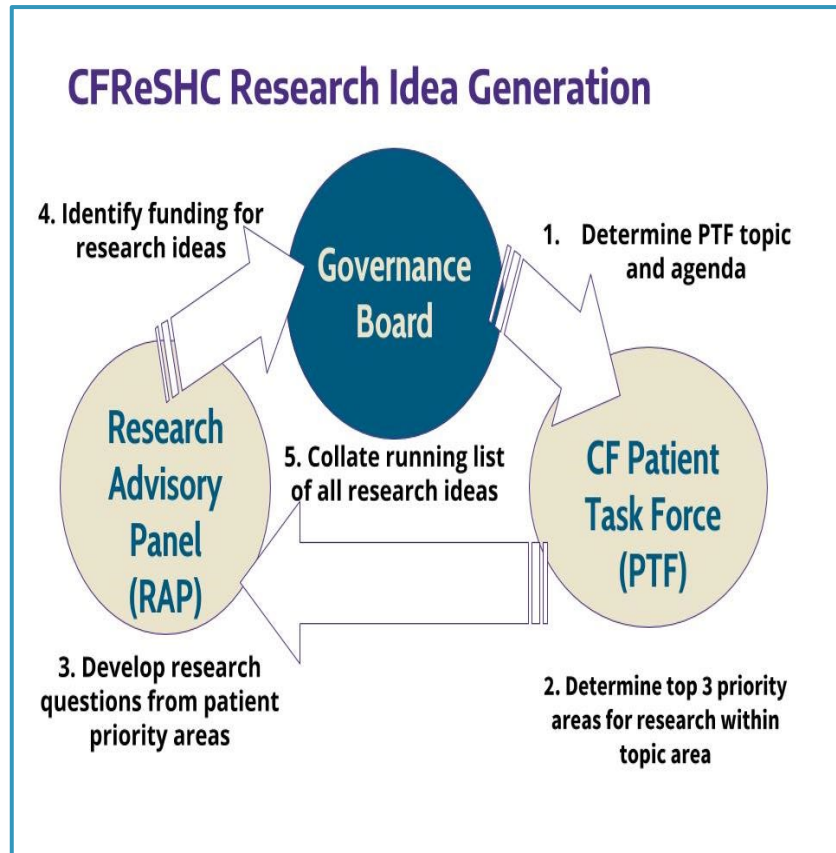 CFReSHC Research Idea Generation
4. Identify funding for
research ideas
Governance
Board
1. Determine PTF topic
and agenda
Research
Advisory
Panel
(RAP)
5. Collate running list
of all research ideas
CF Patient
Task Force
(PTF)
3. Develop research
questions from patient
priority areas
2. Determine top 3 priority
areas for research within
topic area